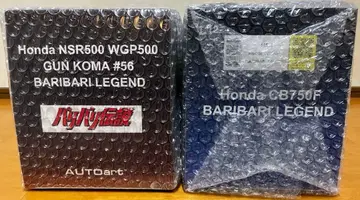 Honda NSR500 WGP500
GUN KOMA #56
BARIBARI LEGEND
バリバリ伝説
AUTOart
Honda CB750F
BARIBARI LEGEND